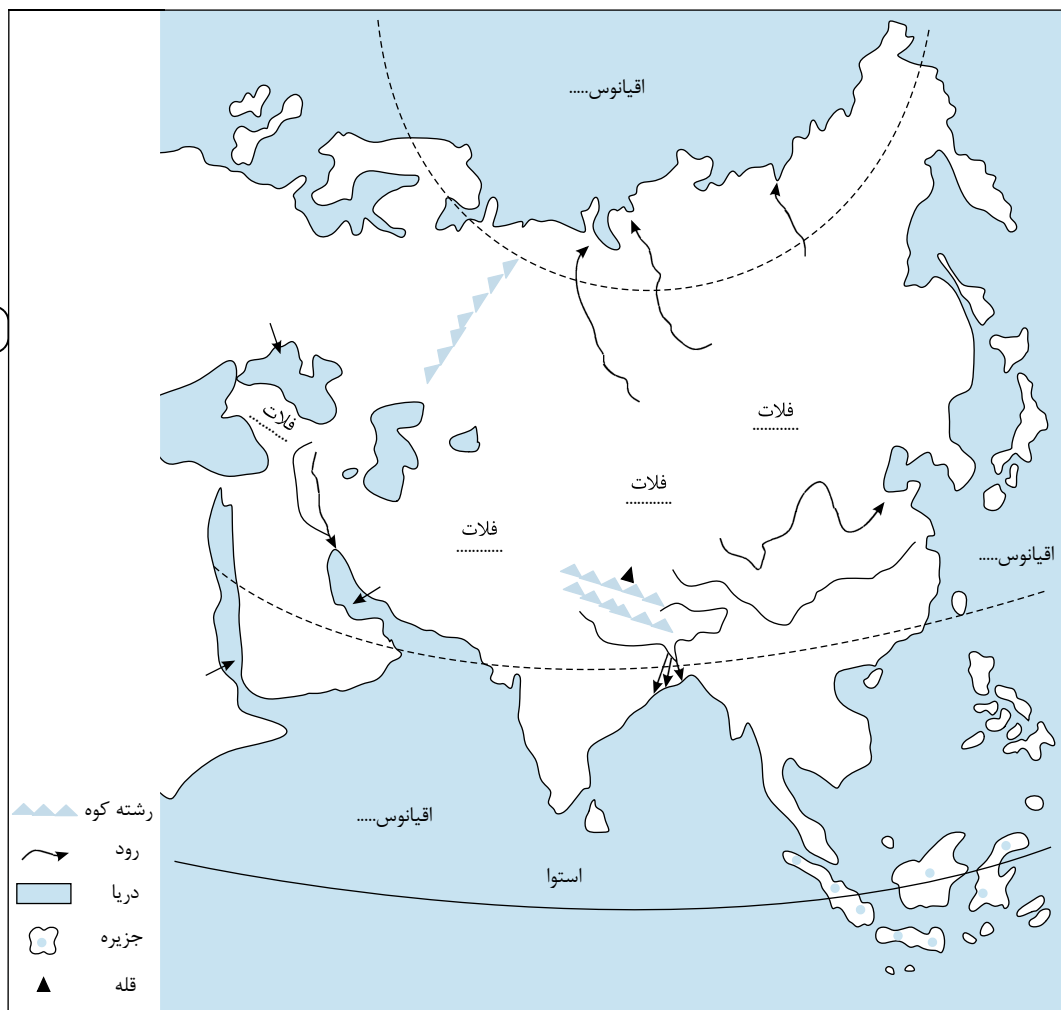 اقیانوس.....
فلات
............
فلات
............
فلات
............
فلات
............
اقیانوس.....
اقیانوس.....
استوا
رشته کوه
رود
دریا
جزیره
قله